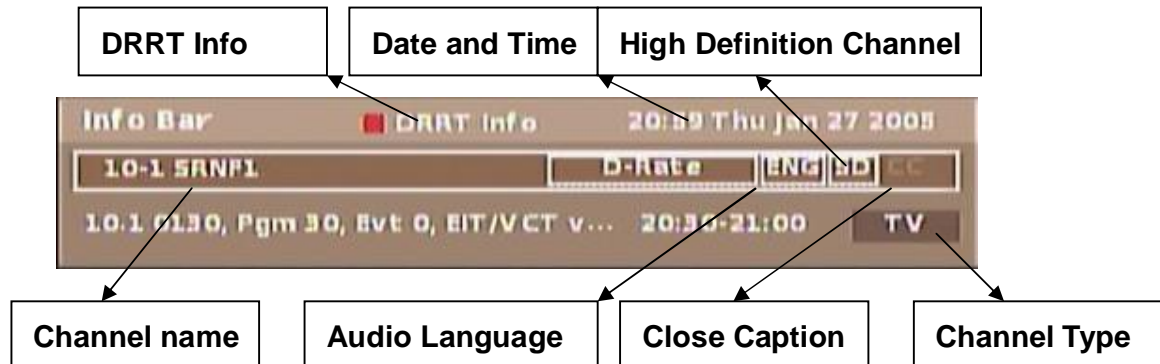 DRRT Info
Date and Time
High Definition Channel
Info Bar
DRRT Info
20:59 Thu Jan 27 2005
10-1 SRNP1
D-Rate
ENG
SD
CC
10.1 0130, Pgm 30, Evt 0, EIT/VCT v...
20:30-21:00
TV
Channel name
Audio Language
Close Caption
Channel Type